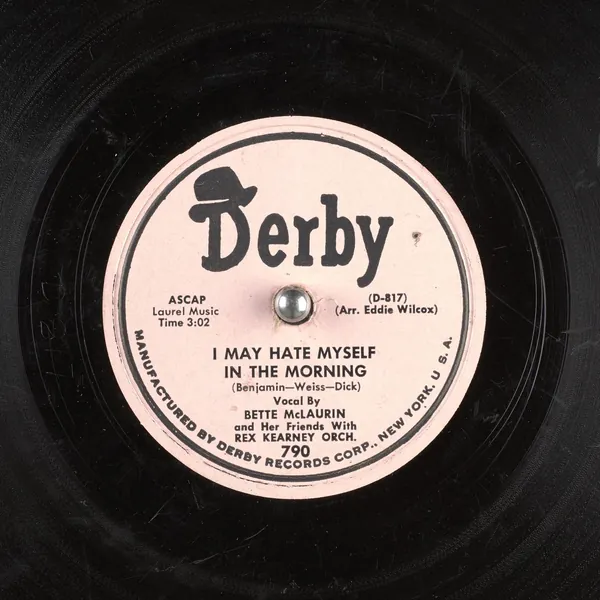 Derby
ASCAP
Laurel Music
Time 3:02
(D-817)
(Arr. Eddie Wilcox)
I MAY HATE MYSELF
IN THE MORNING
(Benjamin—Weiss—Dick)
Vocal By
BETTE McLAURIN
and Her Friends With
REX KEARNEY ORCH.
790
MANUFACTURED BY DERBY RECORDS CORP., NEW YORK, U.S.A.